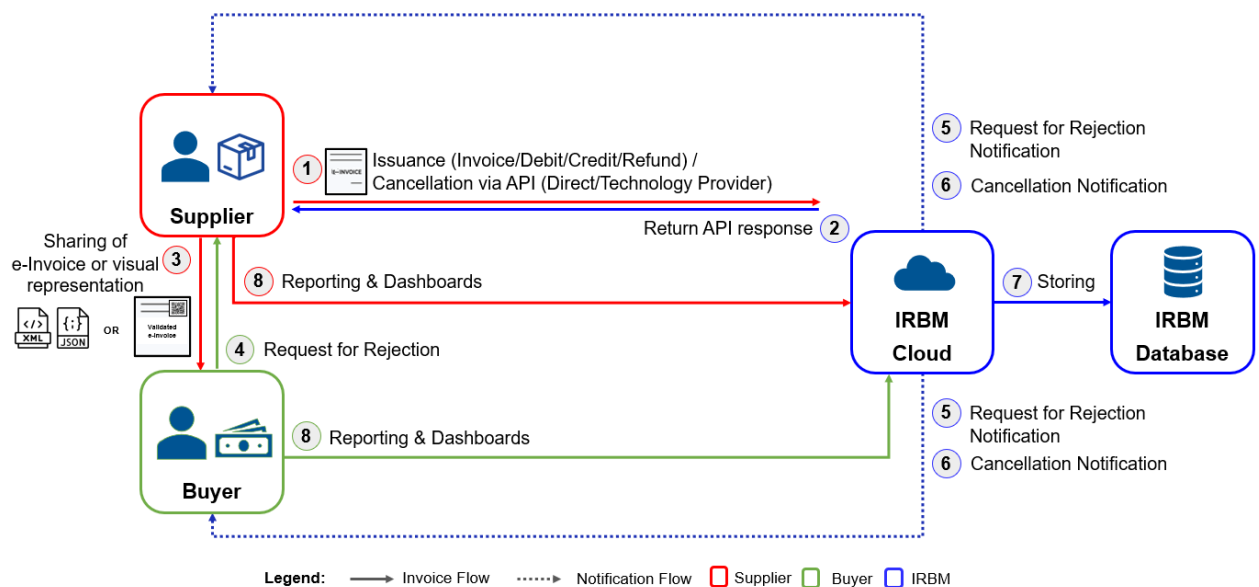 5 Request for Rejection
Notification
6 Cancellation Notification
1 e-INVOICE Issuance (Invoice/Debit/Credit/Refund) /
Cancellation via API (Direct/Technology Provider)
Supplier
Return API response 2
Sharing of
e-Invoice or visual 3
representation
</> XML {;} JSON OR Validated
e-Invoice
8 Reporting & Dashboards
IRBM
Cloud
7 Storing
IRBM
Database
4 Request for Rejection
Buyer
8 Reporting & Dashboards
5 Request for Rejection
Notification
6 Cancellation Notification
Legend: Invoice Flow Notification Flow Supplier Buyer IRBM